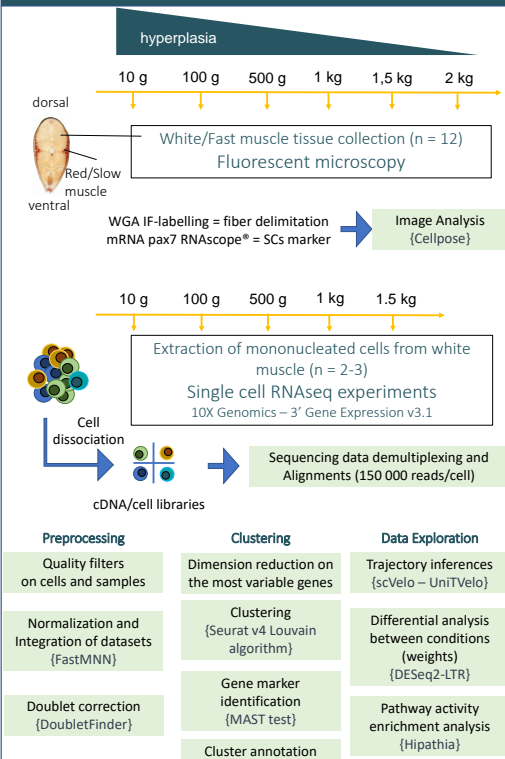 hyperplasia
10 g 100 g 500 g 1 kg 1,5 kg 2 kg
dorsal
White/Fast muscle tissue collection (n = 12)
Fluorescent microscopy
Red/Slow
muscle
ventral
WGA IF-labelling = fiber delimitation
mRNA pax7 RNAscope® = SCs marker
Image Analysis
{Cellpose}
10 g 100 g 500 g 1 kg 1.5 kg
Extraction of mononucleated cells from white
muscle (n = 2-3)
Single cell RNAseq experiments
10X Genomics – 3’ Gene Expression v3.1
Cell
dissociation
cDNA/cell libraries
Sequencing data demultiplexing and
Alignments (150 000 reads/cell)
Preprocessing
Quality filters
on cells and samples
Normalization and
Integration of datasets
{FastMNN}
Doublet correction
{DoubletFinder}
Clustering
Dimension reduction on
the most variable genes
Clustering
{Seurat v4 Louvain
algorithm}
Gene marker
identification
{MAST test}
Cluster annotation
Data Exploration
Trajectory inferences
{scVelo – UniTVelo}
Differential analysis
between conditions
(weights)
{DESeq2-LTR}
Pathway activity
enrichment analysis
{Hipathia}